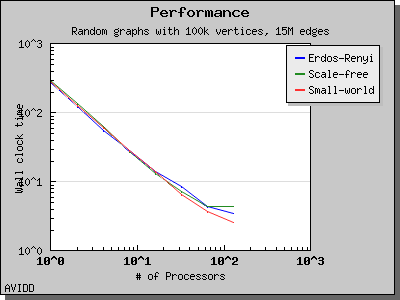 Performance
Random graphs with 100k vertices, 15M edges
Erdos-Renyi
Scale-free
Small-world
Wall clock time
10^3
10^2
10^1
10^0
10^0 10^1 10^2 10^3
# of Processors
AVIDD